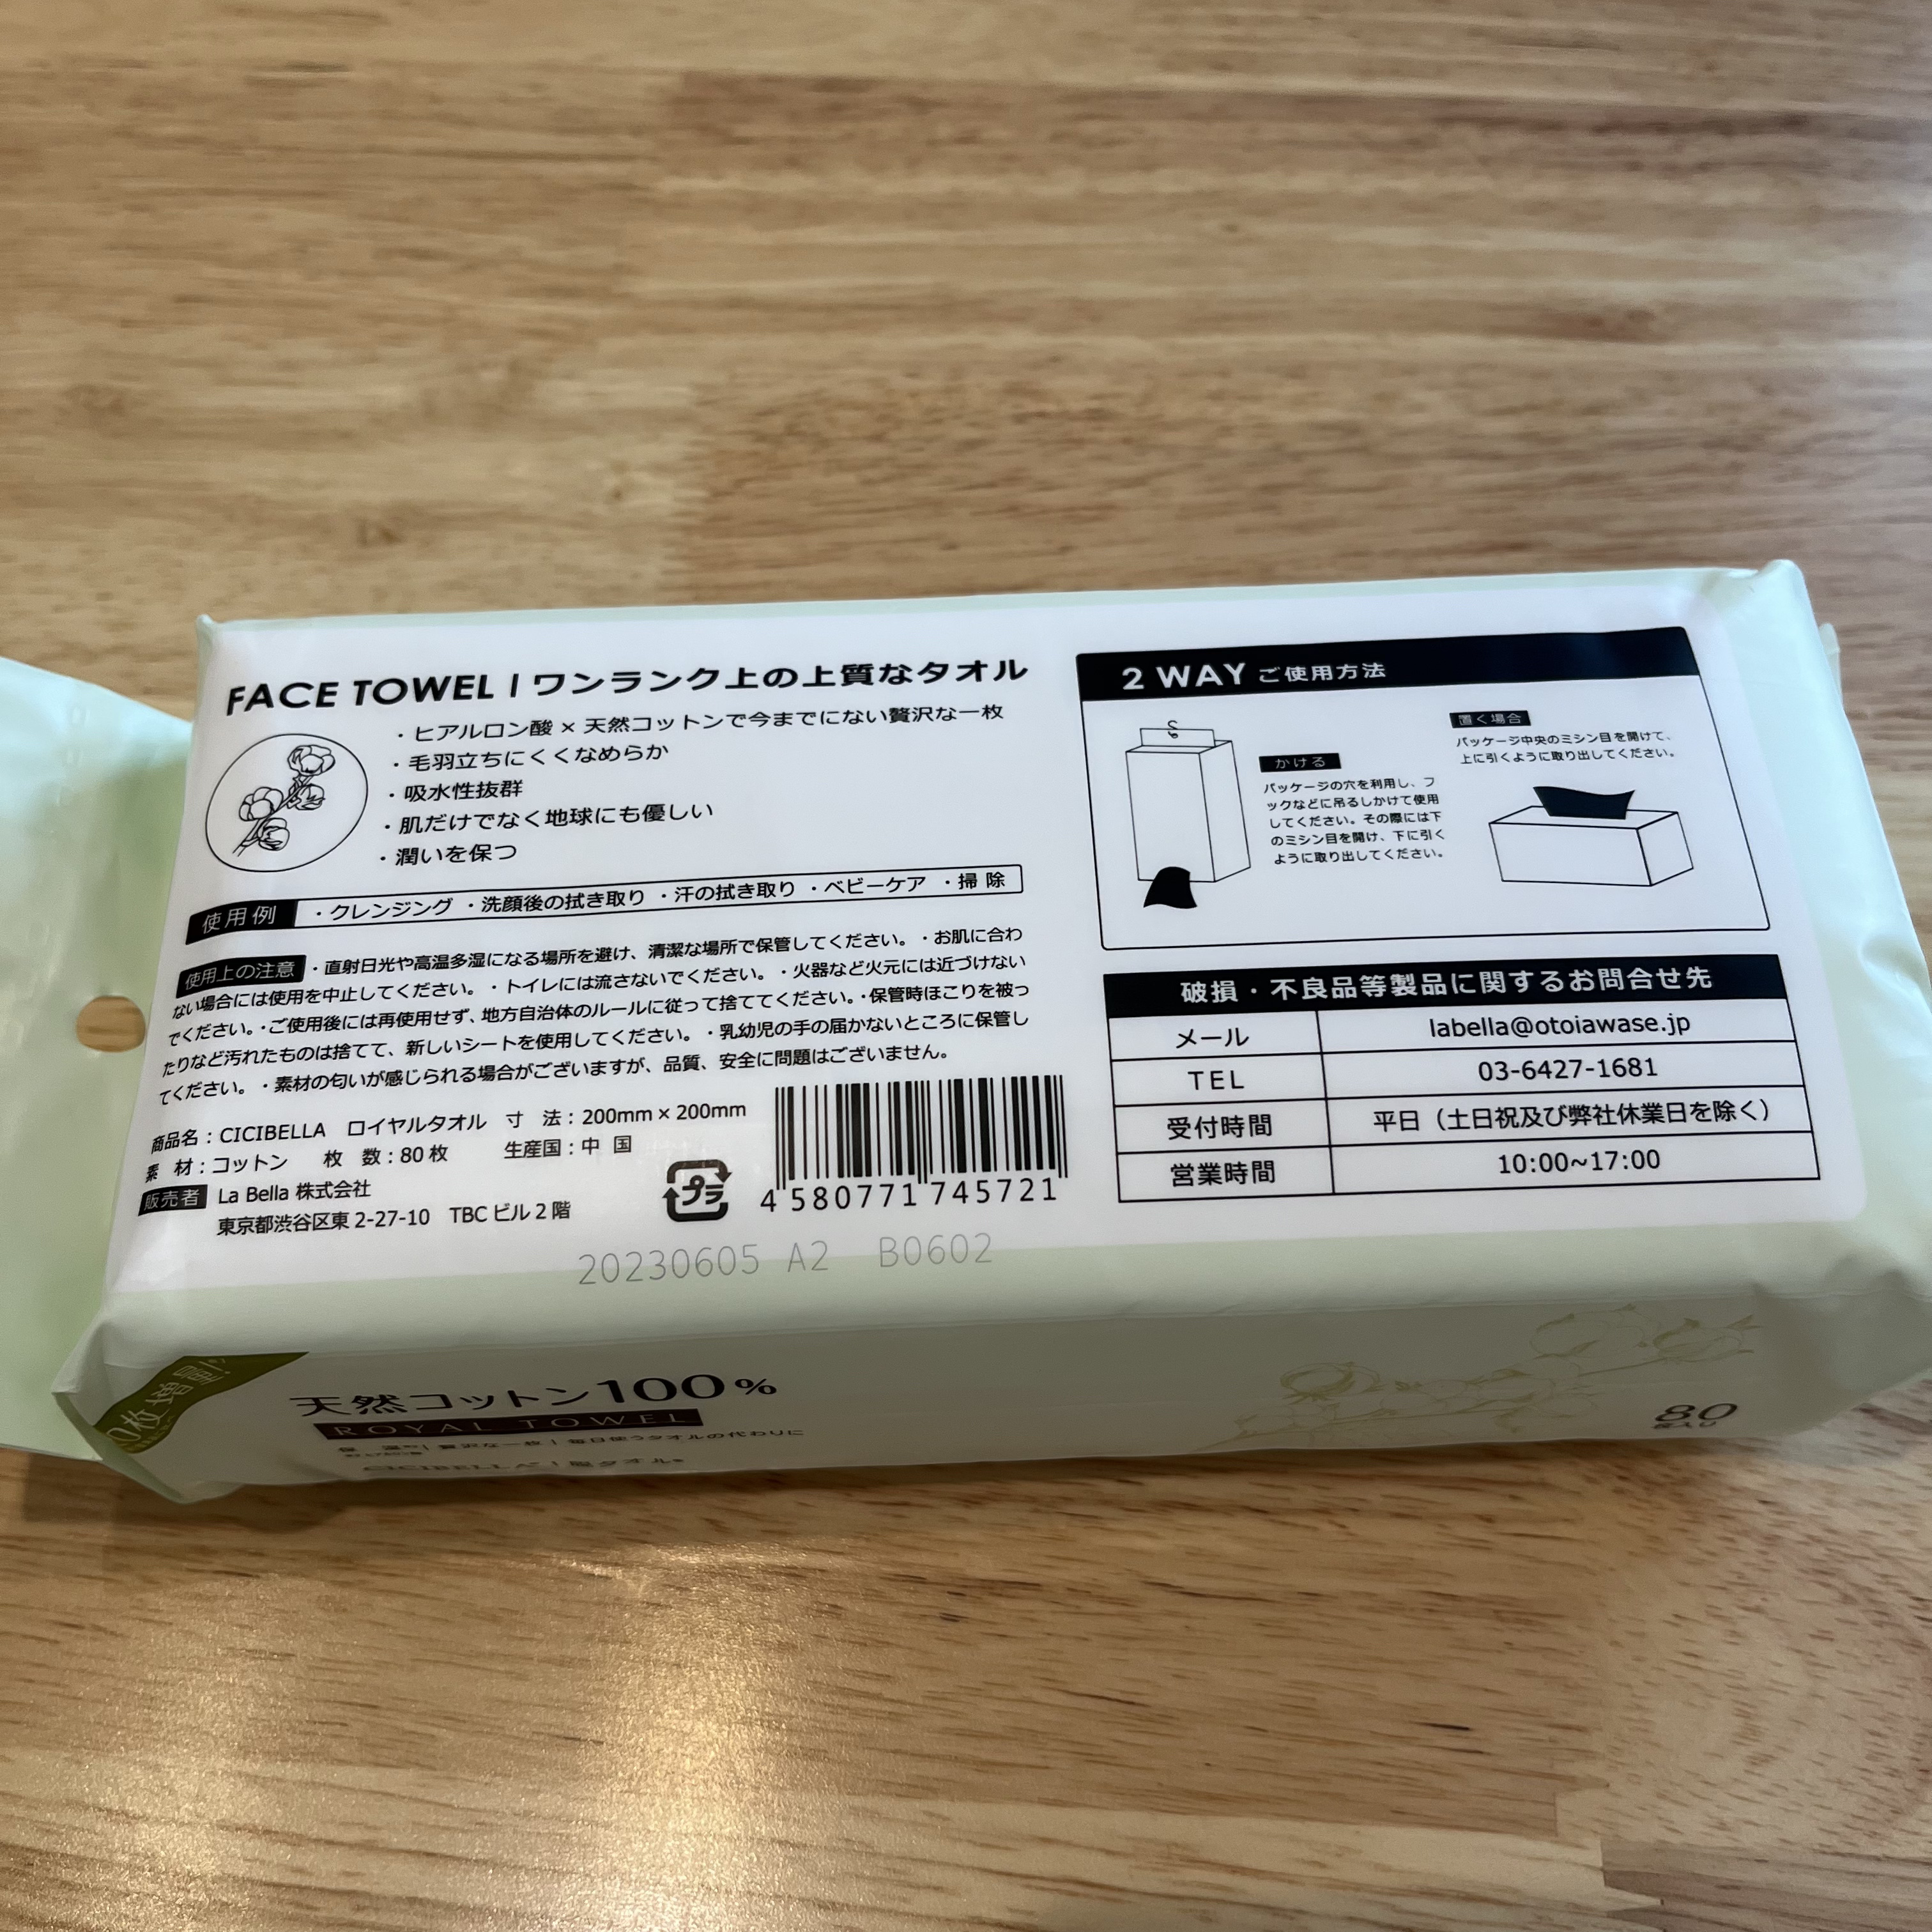 FACE TOWEL | ワンランク上の上質なタオル
・ヒアルロン酸 × 天然コットンで今までにない贅沢な一枚
・毛羽立ちにくくなめらか
・吸水性抜群
・肌だけでなく地球にも優しい
・潤いを保つ
使用例 ・クレンジング ・洗顔後の拭き取り ・汗の拭き取り ・ベビーケア ・掃除
使用上の注意 ・直射日光や高温多湿になる場所を避け、清潔な場所で保管してください。・お肌に合わ
ない場合には使用を中止してください。・トイレには流さないでください。・火器など火元には近づけない
でください。・ご使用後には再使用せず、地方自治体のルールに従って捨ててください。・保管時ほこりを被っ
たりなど汚れたものは捨てて、新しいシートを使用してください。・乳幼児の手の届かないところに保管し
てください。・素材の匂いが感じられる場合がございますが、品質、安全に問題はございません。
商品名：CICIBELLA ロイヤルタオル 寸 法：200mm×200mm
素 材：コットン 枚 数：80枚 生産国：中 国
販売者 La Bella 株式会社
東京都渋谷区東 2-27-10 TBC ビル 2 階
プラ
4 580771 745721
20230605 A2 B0602
2 WAY ご使用方法
かける
パッケージの穴を利用し、フ
ックなどに吊るしかけて使用
してください。その際には下
のミシン目を開け、下に引く
ように取り出してください。
置く場合
パッケージ中央のミシン目を開けて、
上に引くように取り出してください。
破損・不良品等製品に関するお問合せ先
メール labella@otoiawase.jp
TEL 03-6427-1681
受付時間 平日（土日祝及び弊社休業日を除く）
営業時間 10:00~17:00
枚増量!
天然コットン100%
ROYAL TOWEL
贅沢な一枚 | 毎日使うタオルの代わりに
CICIBELLA
80